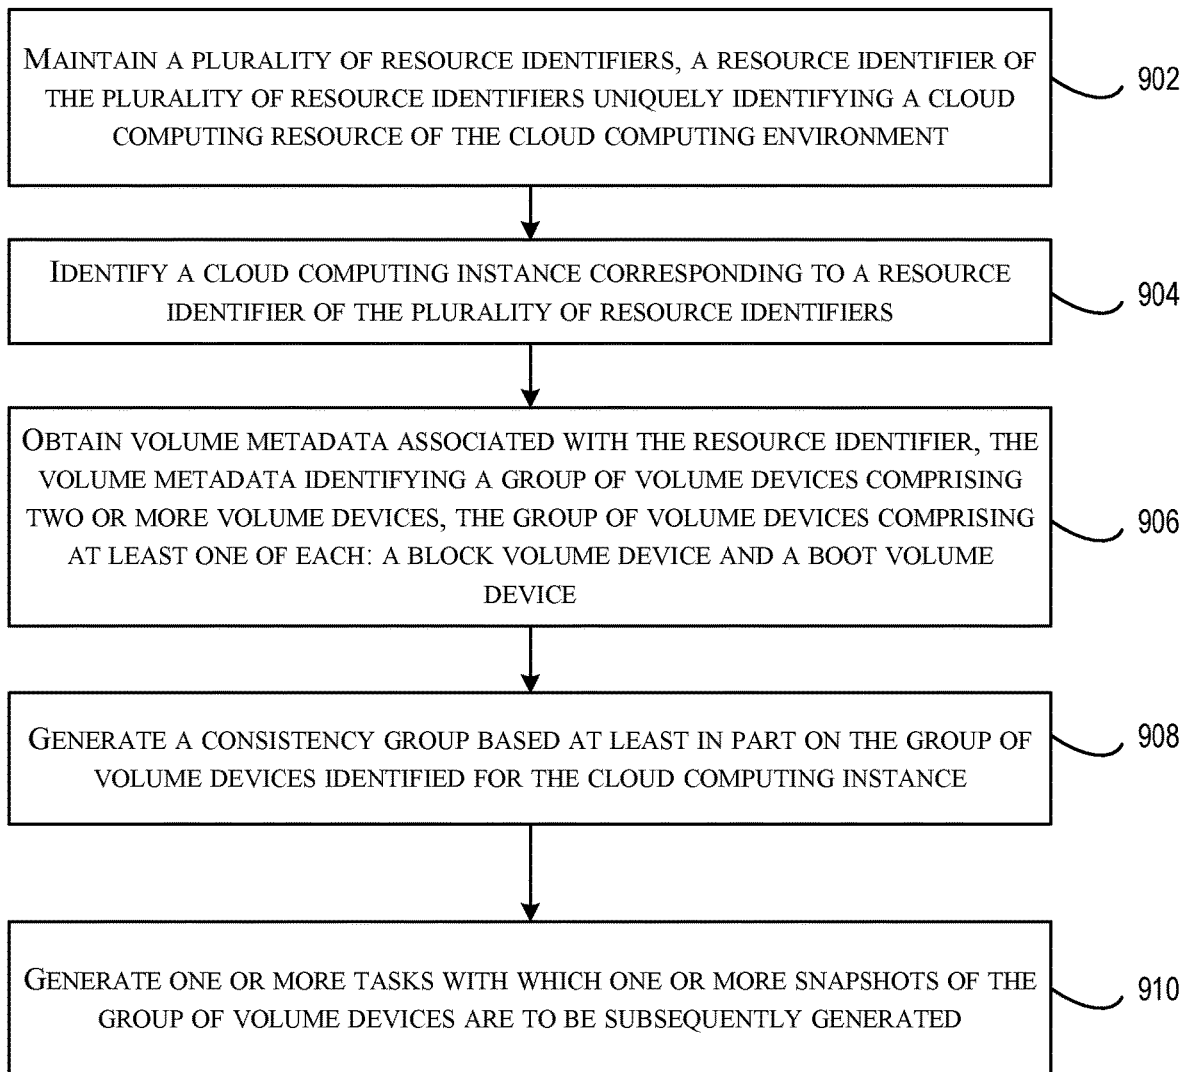 MAINTAIN A PLURALITY OF RESOURCE IDENTIFIERS, A RESOURCE IDENTIFIER OF
THE PLURALITY OF RESOURCE IDENTIFIERS UNIQUELY IDENTIFYING A CLOUD
COMPUTING RESOURCE OF THE CLOUD COMPUTING ENVIRONMENT
902
IDENTIFY A CLOUD COMPUTING INSTANCE CORRESPONDING TO A RESOURCE
IDENTIFIER OF THE PLURALITY OF RESOURCE IDENTIFIERS
904
OBTAIN VOLUME METADATA ASSOCIATED WITH THE RESOURCE IDENTIFIER, THE
VOLUME METADATA IDENTIFYING A GROUP OF VOLUME DEVICES COMPRISING
TWO OR MORE VOLUME DEVICES, THE GROUP OF VOLUME DEVICES COMPRISING
AT LEAST ONE OF EACH: A BLOCK VOLUME DEVICE AND A BOOT VOLUME
DEVICE
906
GENERATE A CONSISTENCY GROUP BASED AT LEAST IN PART ON THE GROUP OF
VOLUME DEVICES IDENTIFIED FOR THE CLOUD COMPUTING INSTANCE
908
GENERATE ONE OR MORE TASKS WITH WHICH ONE OR MORE SNAPSHOTS OF THE
GROUP OF VOLUME DEVICES ARE TO BE SUBSEQUENTLY GENERATED
910